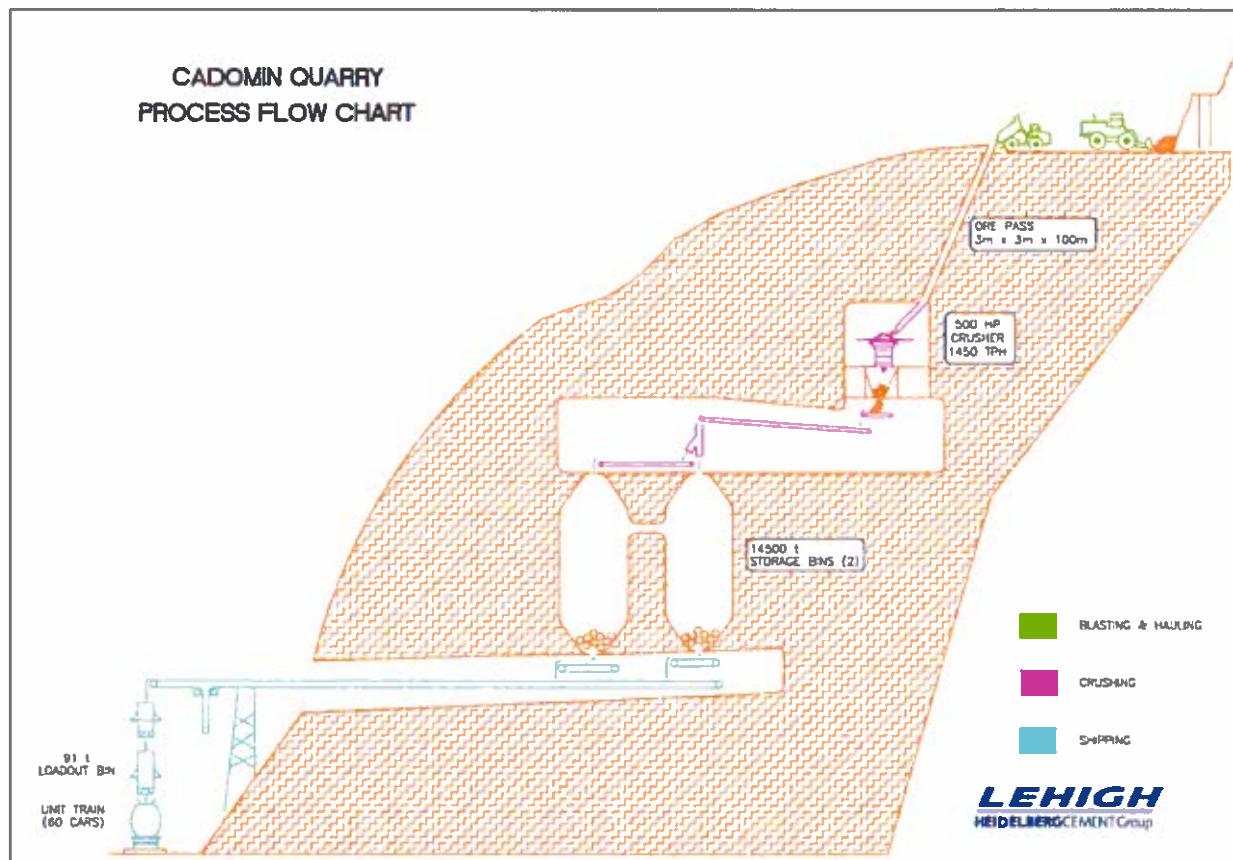 CADOMIN QUARRY
PROCESS FLOW CHART
ORE PASS
3m x 3m x 100m
500 HP
CRUSHER
1450 TPH
14500 t
STORAGE BINS (2)
BLASTING & HAULING
CRUSHING
SHIPPING
91 t
LOADOUT BIN
UNIT TRAIN
(60 CARS)
LEHIGH
HEIDELBERGCEMENT Group